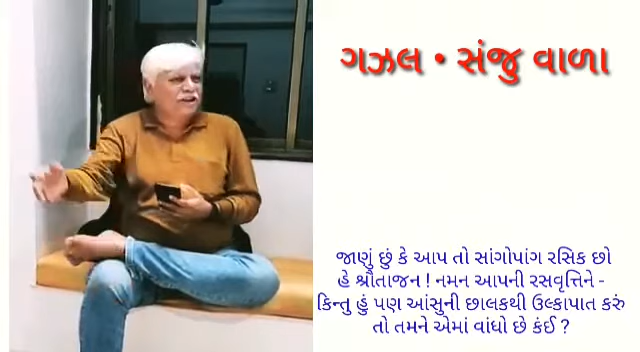 ગઝલ • સંજુ વાળા
જાણું છું કે આપ તો સાંગોપાંગ રસિક છો
હે શ્રૌતાજન ! નમન આપની રસવૃત્તિને -
કિન્તુ હું પણ આંસુની છાલકથી ઉલ્કાપાત કરું
તો તમને એમાં વાંધો છે કંઈ ?